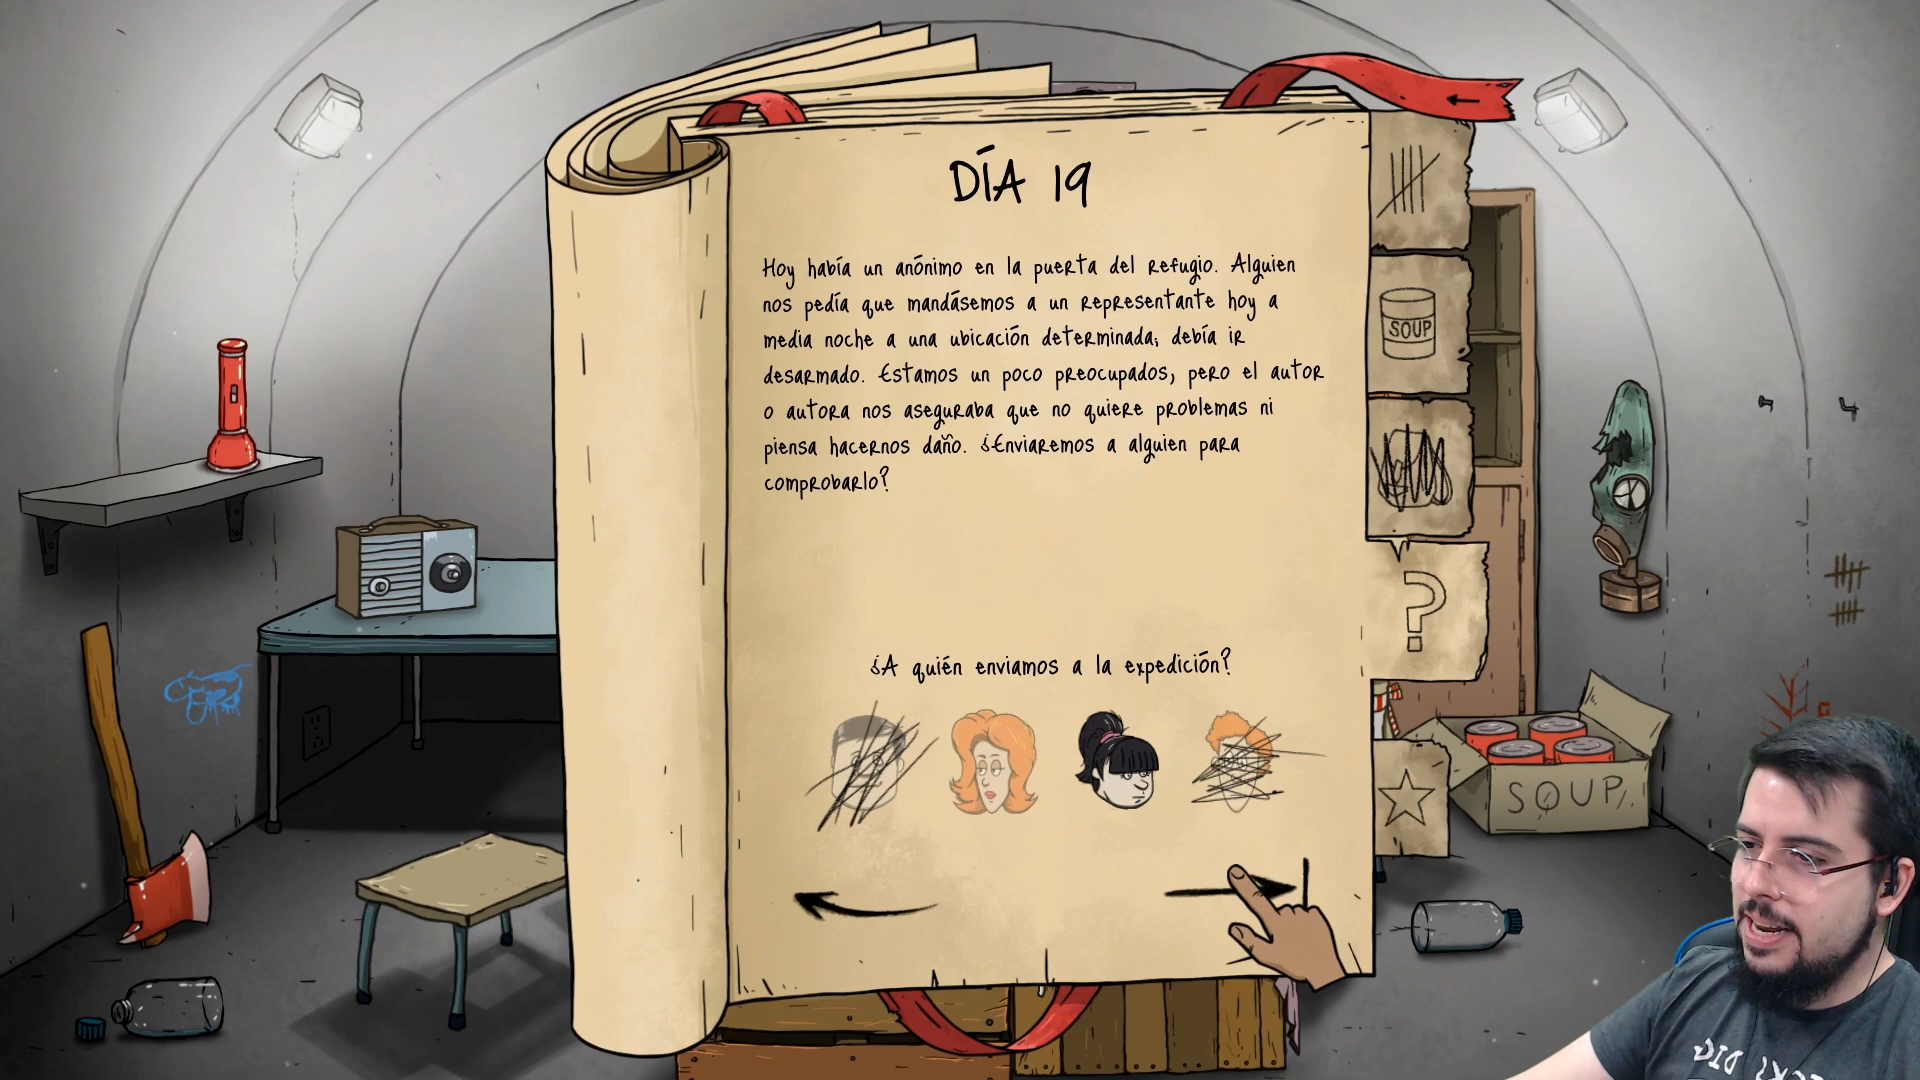 DÍA 19
Hoy había un anónimo en la puerta del refugio. Alguien
nos pedía que mandásemos a un representante hoy a
media noche a una ubicación determinada; debía ir
desarmado. Estamos un poco preocupados, pero el autor
o autora nos aseguraba que no quiere problemas ni
piensa hacernos daño. ¿Enviaremos a alguien para
comprobarlo?
¿A quién enviamos a la expedición?
SOUP
?
SOUP